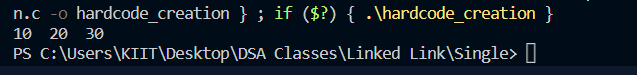 n.c -o hardcode_creation } ; if ($?) { .\hardcode_creation }
10  20  30
PS C:\Users\KIIT\Desktop\DSA Classes\Linked Link\Single>